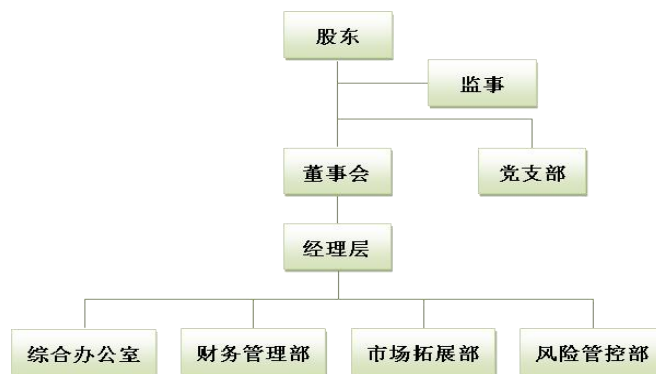 股东
监事
董事会
党支部
经理层
综合办公室
财务管理部
市场拓展部
风险管控部